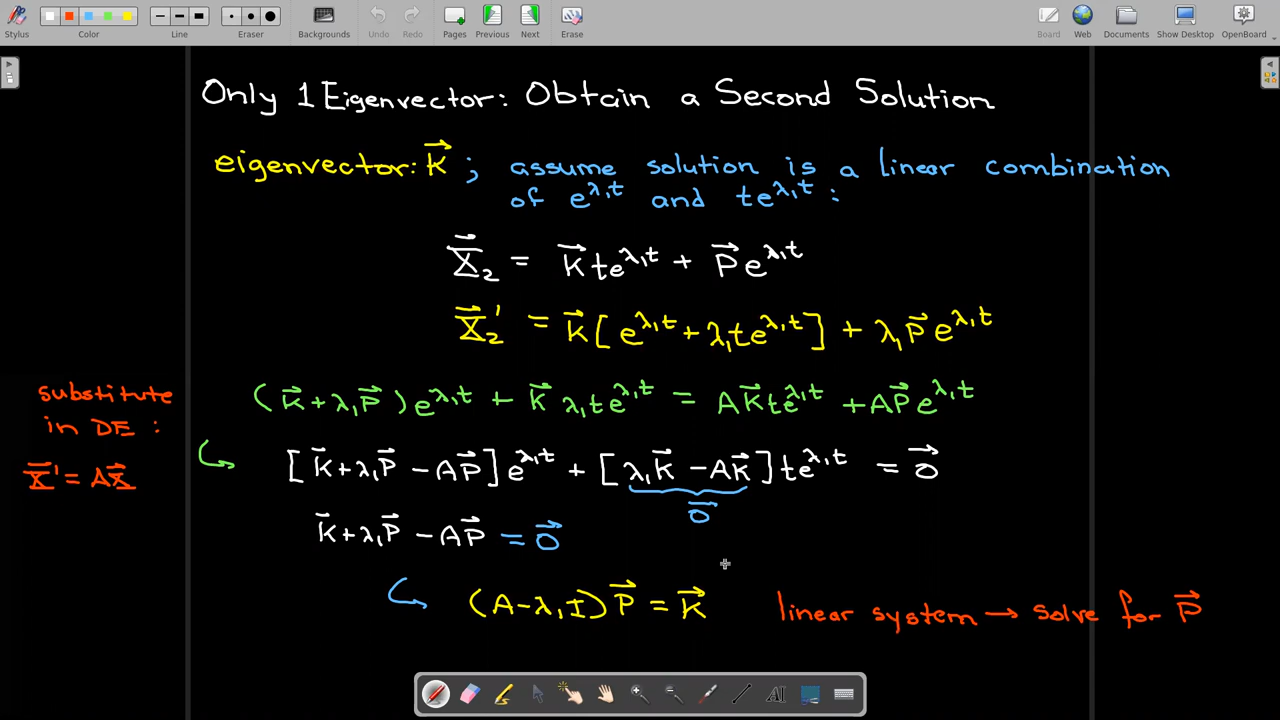 Stylus Color Line Eraser Backgrounds Undo Redo Pages Previous Next Erase Board Web Documents Show Desktop OpenBoard
Only 1 Eigenvector: Obtain a Second Solution
eigenvector: K⃗ ; assume solution is a linear combination
of e^{λ₁t} and te^{λ₁t} :
X⃗₂ = K⃗te^{λ₁t} + P⃗e^{λ₁t}
X⃗₂' = K⃗[e^{λ₁t} + λ₁te^{λ₁t}] + λ₁P⃗e^{λ₁t}
substitute
in DE :
X⃗' = AX⃗
(K⃗+λ₁P⃗)e^{λ₁t} + K⃗λ₁te^{λ₁t} = AK⃗te^{λ₁t} + AP⃗e^{λ₁t}
[K⃗+λ₁P⃗ − AP⃗]e^{λ₁t} + [λ₁K⃗ − AK⃗]te^{λ₁t} = 0⃗
0⃗
K⃗+λ₁P⃗ − AP⃗ = 0⃗
(A−λ₁I)P⃗ = K⃗ linear system → solve for P⃗